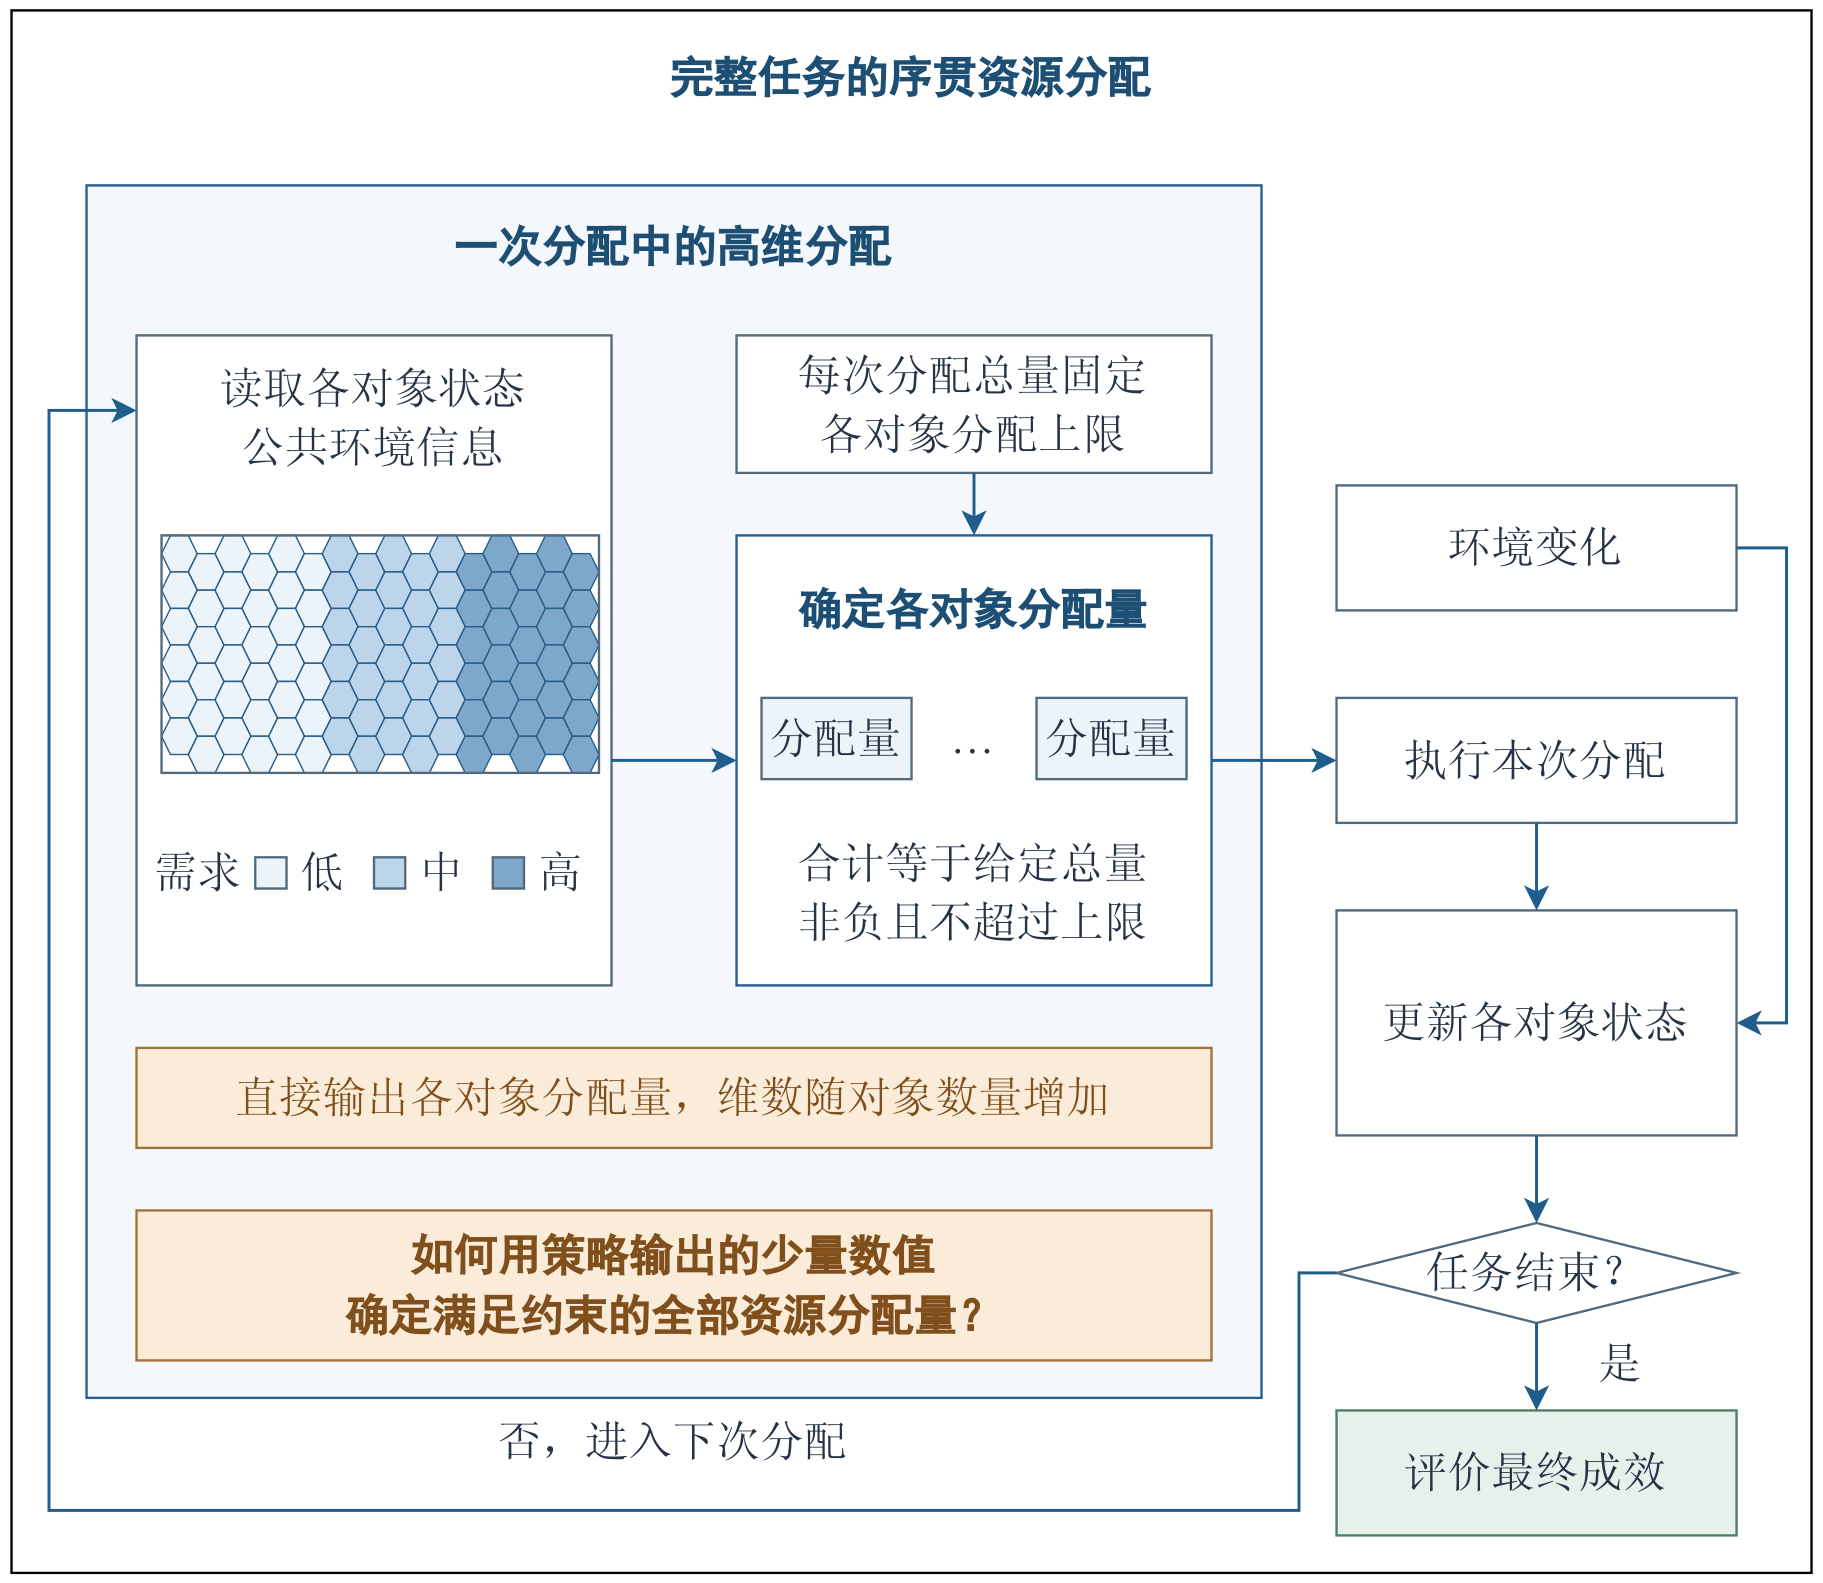 完整任务的序贯资源分配
一次分配中的高维分配
读取各对象状态
公共环境信息
需求 低 中 高
每次分配总量固定
各对象分配上限
确定各对象分配量
分配量 … 分配量
合计等于给定总量
非负且不超过上限
直接输出各对象分配量，维数随对象数量增加
如何用策略输出的少量数值
确定满足约束的全部资源分配量？
环境变化
执行本次分配
更新各对象状态
任务结束？
是
否，进入下次分配
评价最终成效